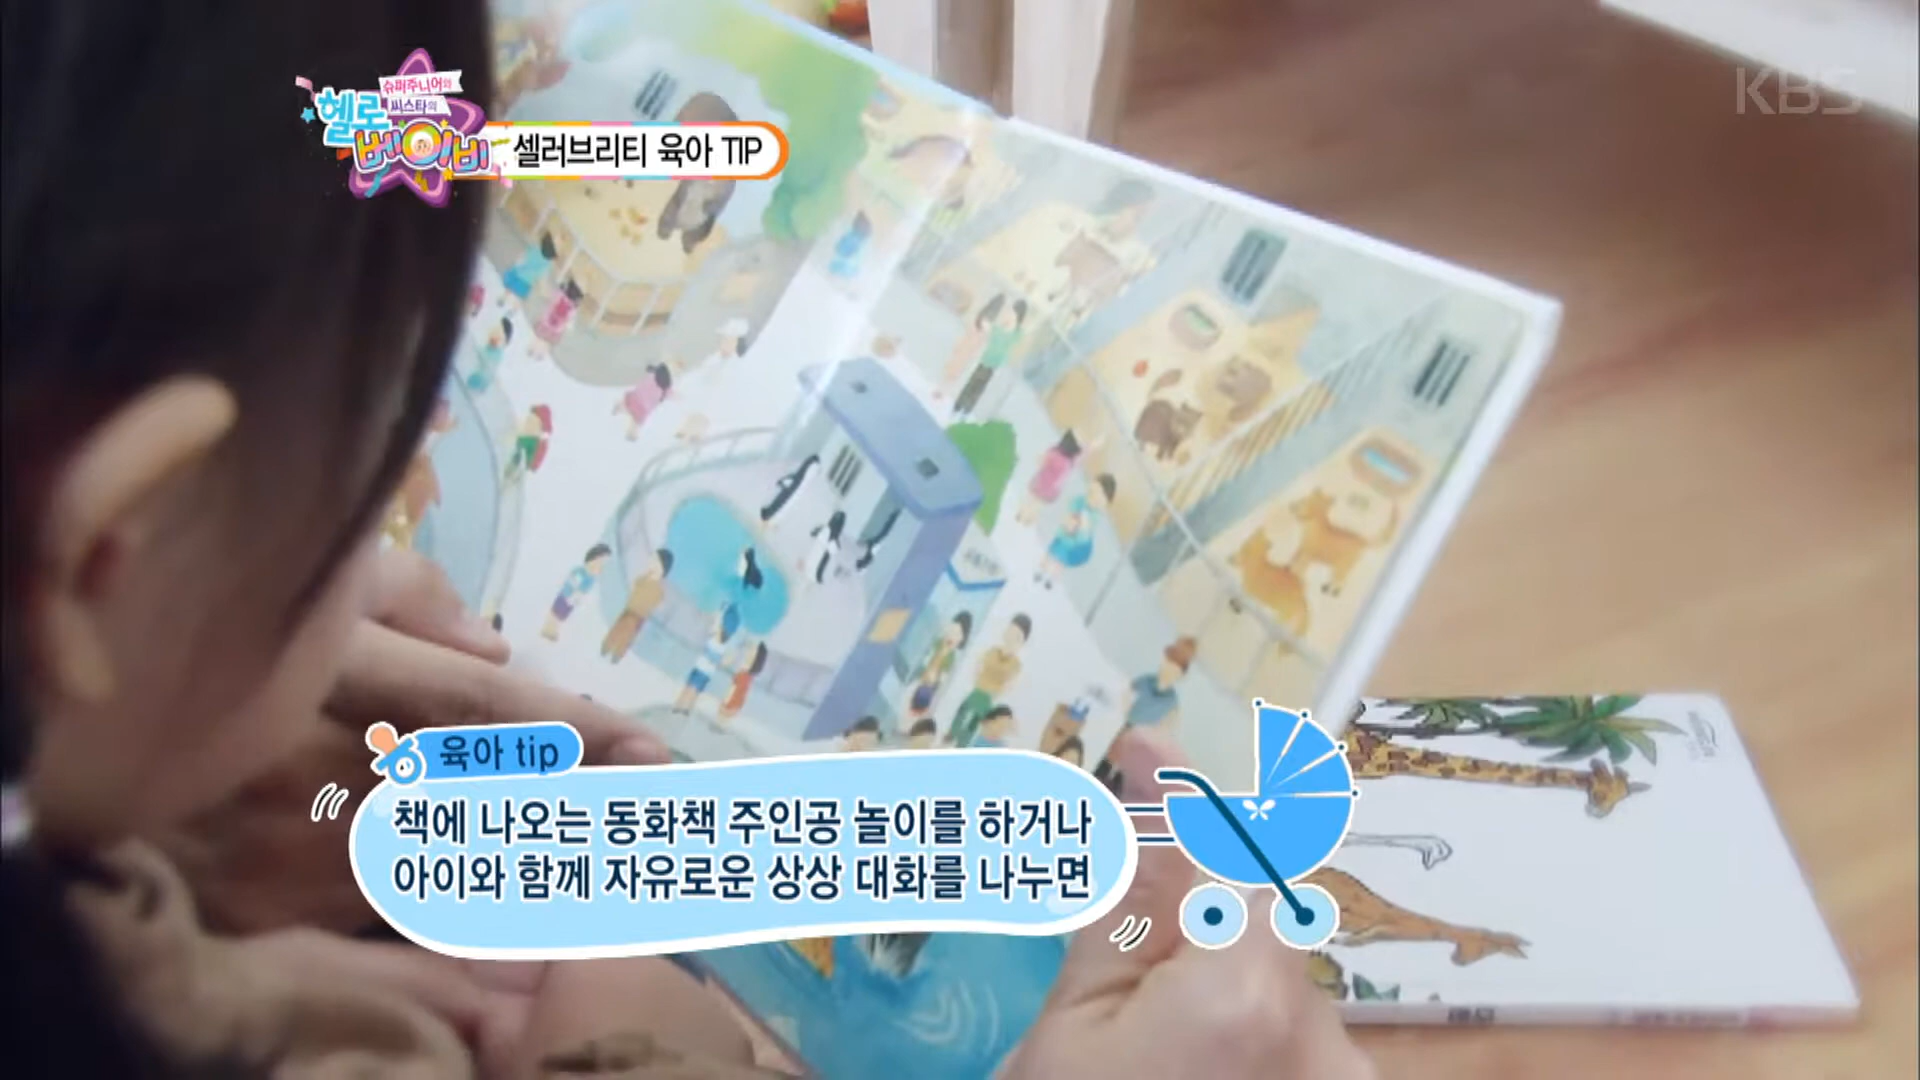 슈퍼주니어와
씨스타의
헬로
베이비
셀러브리티 육아 TIP
KBS
육아 tip
책에 나오는 동화책 주인공 놀이를 하거나
아이와 함께 자유로운 상상 대화를 나누면